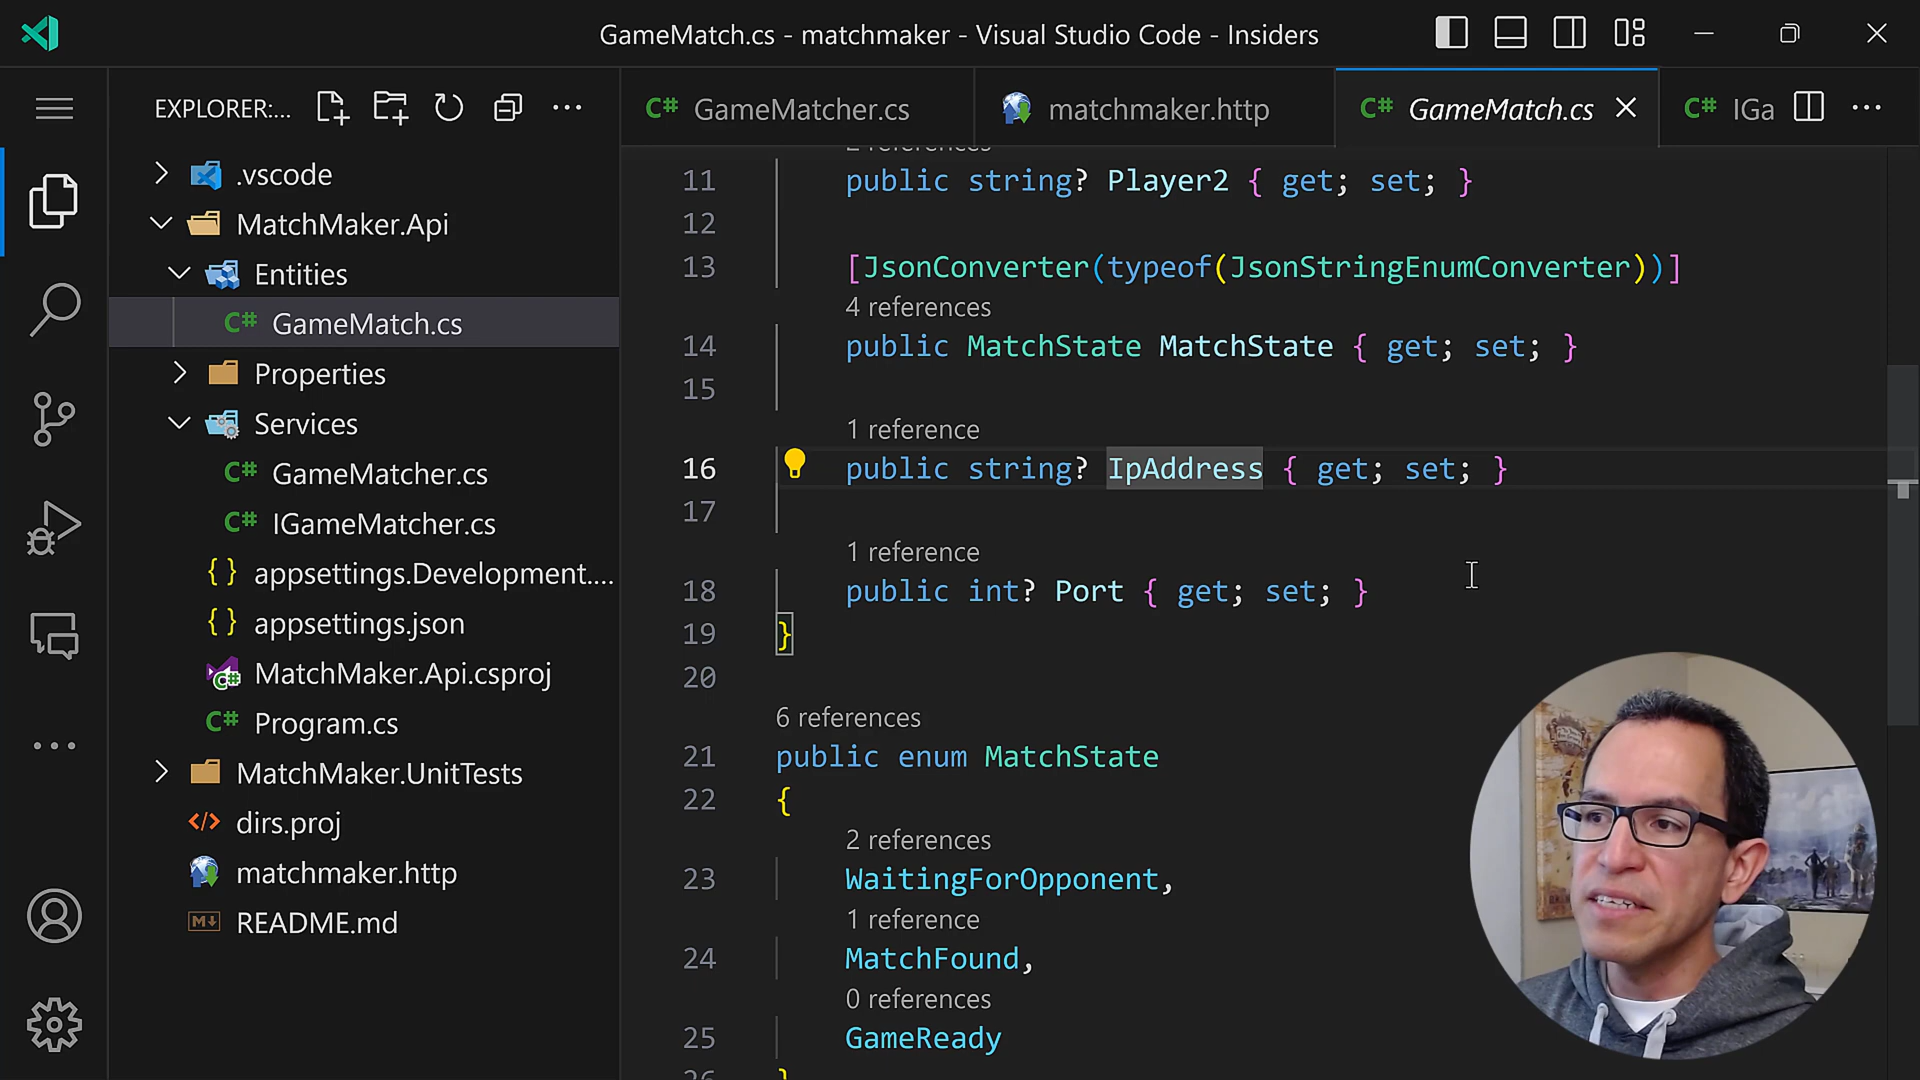 GameMatch.cs - matchmaker - Visual Studio Code - Insiders
EXPLORER:...
.vscode
MatchMaker.Api
Entities
C# GameMatch.cs
Properties
Services
C# GameMatcher.cs
C# IGameMatcher.cs
{} appsettings.Development....
{} appsettings.json
MatchMaker.Api.csproj
C# Program.cs
MatchMaker.UnitTests
dirs.proj
matchmaker.http
README.md
C# GameMatcher.cs
matchmaker.http
C# GameMatch.cs
C# IGa
2 references
11 public string? Player2 { get; set; }
12
13 [JsonConverter(typeof(JsonStringEnumConverter))]
4 references
14 public MatchState MatchState { get; set; }
15
1 reference
16 public string? IpAddress { get; set; }
17
1 reference
18 public int? Port { get; set; }
19 }
20
6 references
21 public enum MatchState
22 {
2 references
23 WaitingForOpponent,
1 reference
24 MatchFound,
0 references
25 GameReady
26 }